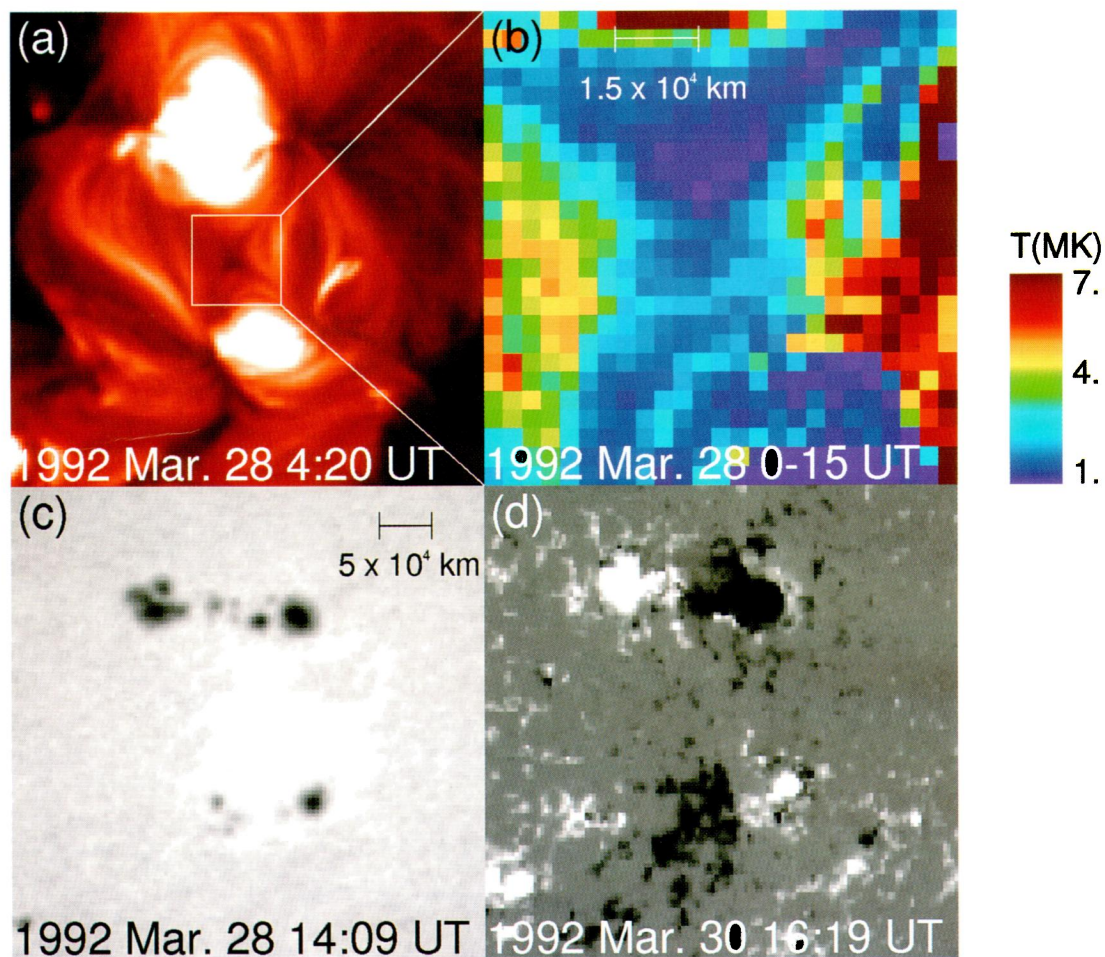 (a)
(b)
1.5 x 10⁴ km
1992 Mar. 28 4:20 UT
1992 Mar. 28 0-15 UT
T(MK)
7.
4.
1.
(c)
5 x 10⁴ km
(d)
1992 Mar. 28 14:09 UT
1992 Mar. 30 16:19 UT